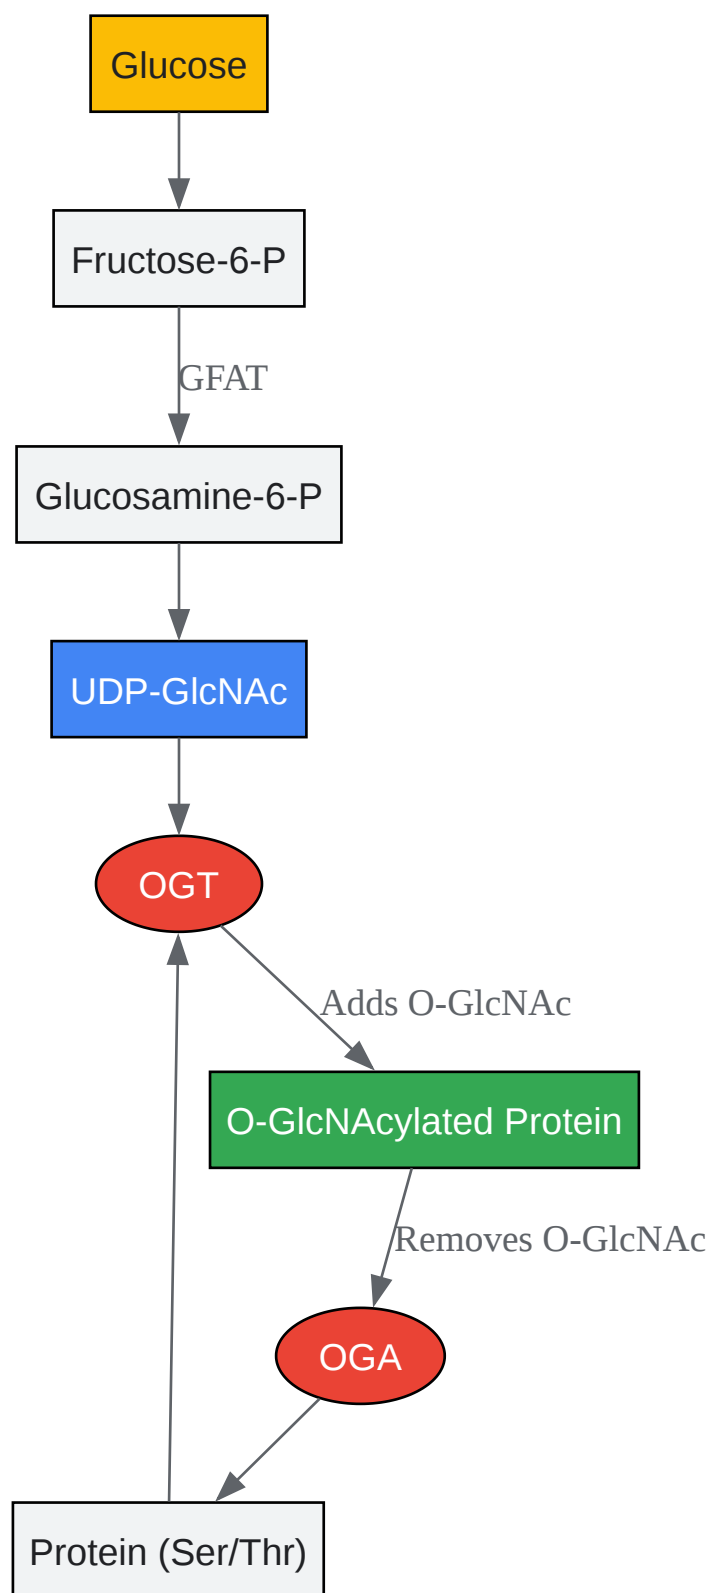 Glucose
Fructose-6-P
GFAT
Glucosamine-6-P
UDP-GlcNAc
OGT
Adds O-GlcNAc
O-GlcNAcylated Protein
Removes O-GlcNAc
OGA
Protein (Ser/Thr)